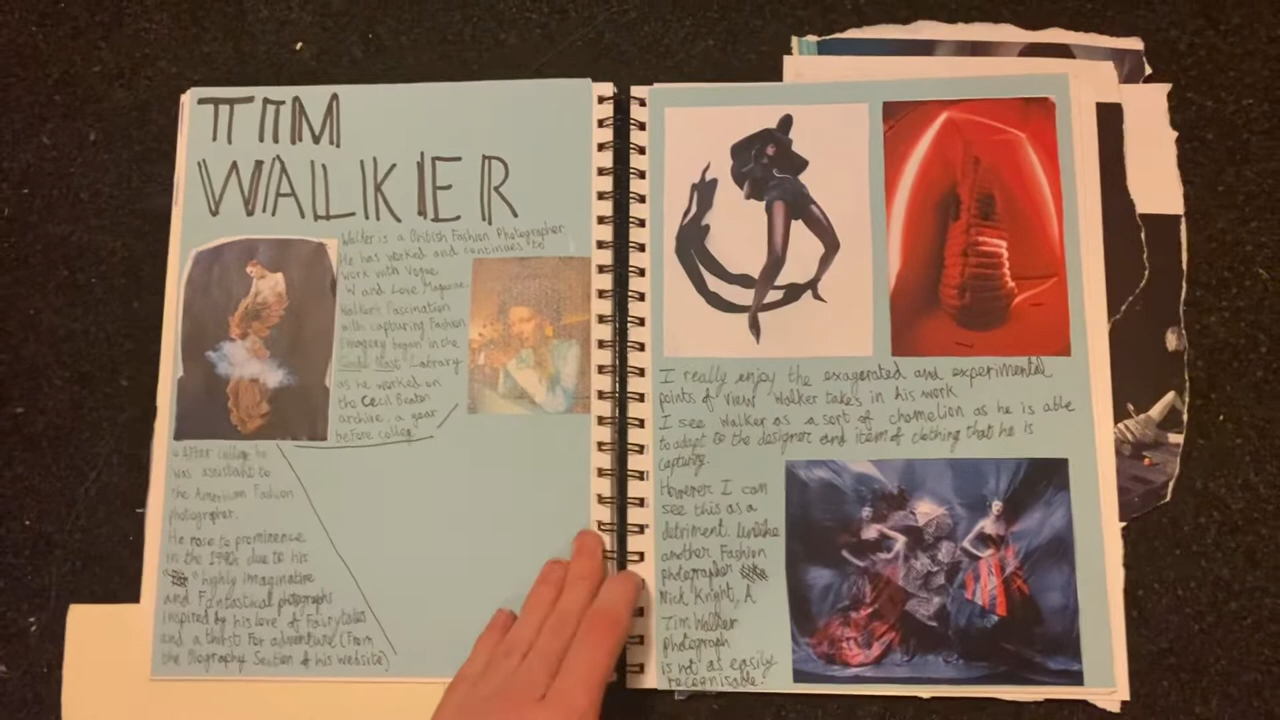 TIM
WALKER
Walker is a British Fashion Photographer.
He has worked and continues to
work with Vogue
W and Love Magazine.
Walker's Fascination
with capturing Fashion
Imagery began in the
Condé Nast Library
as he worked on
the Cecil Beaton
archive, a year
before college
After college he
was assistant to
the American Fashion
photographer.
He rose to prominence
in the 1990s due to his
" highly Imaginative
and Fantastical photographs
inspired by his love of Fairytales
and a thirst For adventure (From
the Biography Section of his website)
I really enjoy the exagerated and experimental
points of view Walker takes in his work
I see Walker as a sort of chamelion as he is able
to adapt to the designer and item of clothing that he is
capturing.
However I can
see this as a
detriment. Unlike
another Fashion
photographer
Nick Knight, A
Tim Walker
photograph
is not as easily
recognisable.